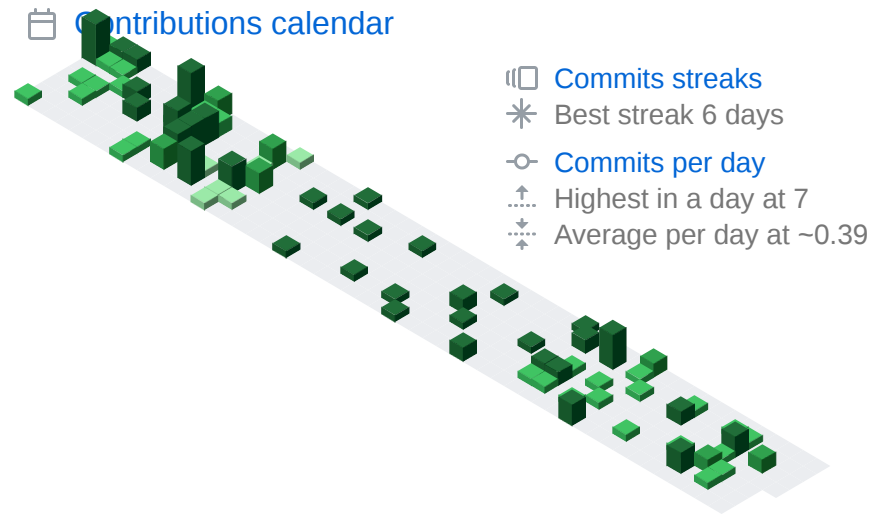 Contributions calendar
Commits streaks
Best streak 6 days
Commits per day
Highest in a day at 7
Average per day at ~0.39